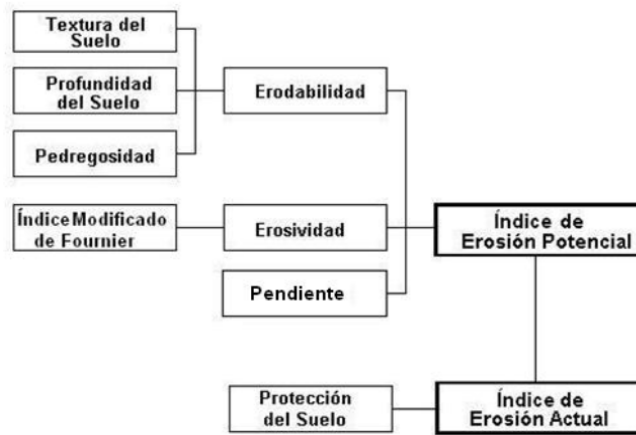 Textura del
Suelo
Profundidad
del Suelo
Erodabilidad
Pedregosidad
Índice Modificado
de Fournier
Erosividad
Índice de
Erosión Potencial
Pendiente
Protección
del Suelo
Índice de
Erosión Actual